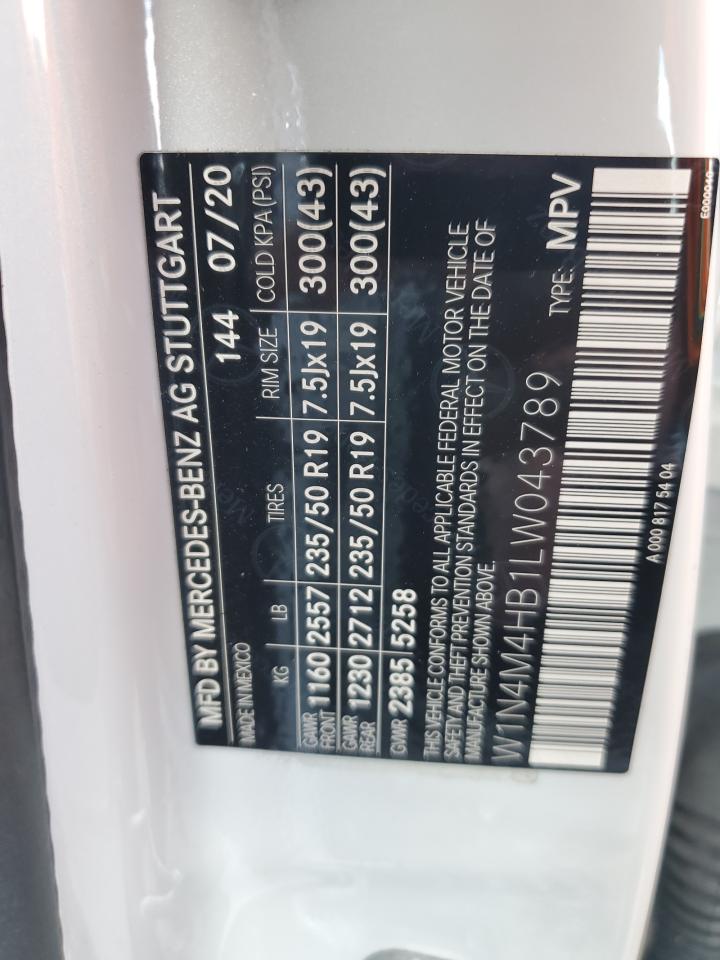 MFD BY MERCEDES-BENZ AG STUTTGART
MADE IN MEXICO 144 07/20
KG LB TIRES RIM SIZE COLD KPA (PSI)
GAWR FRONT 1160 2557 235/50 R19 7.5Jx19 300(43)
GAWR REAR 1230 2712 235/50 R19 7.5Jx19 300(43)
GVWR 2385 5258
THIS VEHICLE CONFORMS TO ALL APPLICABLE FEDERAL MOTOR VEHICLE
SAFETY AND THEFT PREVENTION STANDARDS IN EFFECT ON THE DATE OF
MANUFACTURE SHOWN ABOVE.
W1N4M4HB1LW043789 TYPE: MPV
A 000 817 54 04
E000040